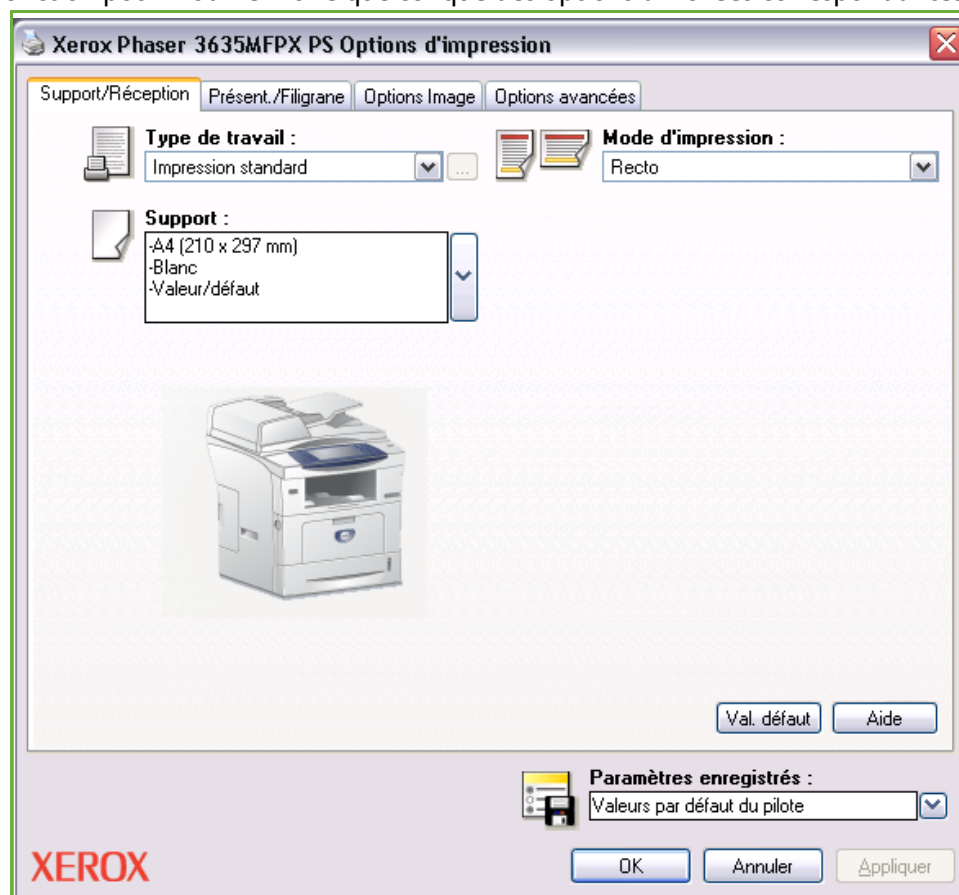 Xerox Phaser 3635MFPX PS Options d'impression
Support/Réception Présent./Filigrane Options Image Options avancées
Type de travail :
Impression standard
...
Mode d'impression :
Recto
Support :
-A4 (210 x 297 mm)
-Blanc
-Valeur/défaut
Val. défaut Aide
Paramètres enregistrés :
Valeurs par défaut du pilote
XEROX
OK Annuler Appliquer